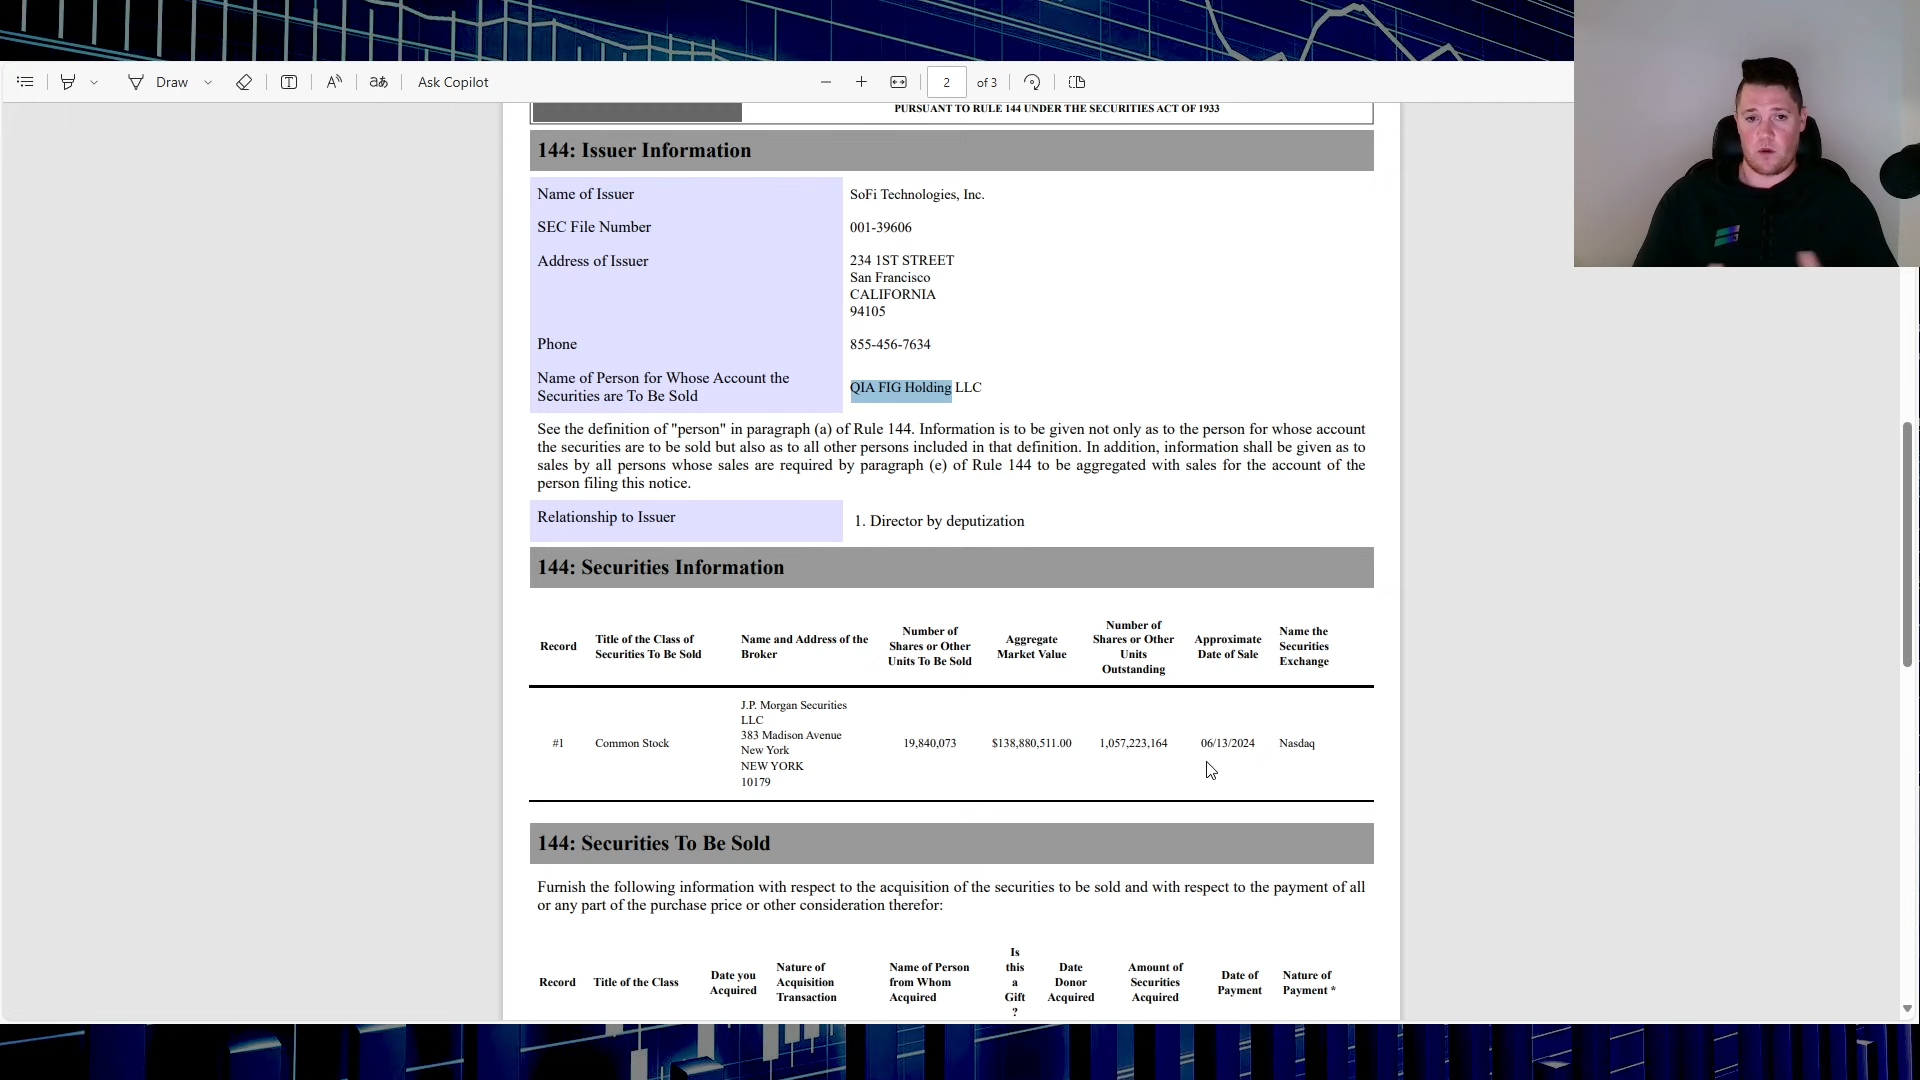 Draw
Ask Copilot
2 of 3
PURSUANT TO RULE 144 UNDER THE SECURITIES ACT OF 1933
144: Issuer Information
Name of Issuer
SoFi Technologies, Inc.
SEC File Number
001-39606
Address of Issuer
234 1ST STREET
San Francisco
CALIFORNIA
94105
Phone
855-456-7634
Name of Person for Whose Account the
Securities are To Be Sold
QIA FIG Holding LLC
See the definition of "person" in paragraph (a) of Rule 144. Information is to be given not only as to the person for whose account
the securities are to be sold but also as to all other persons included in that definition. In addition, information shall be given as to
sales by all persons whose sales are required by paragraph (e) of Rule 144 to be aggregated with sales for the account of the
person filing this notice.
Relationship to Issuer
1. Director by deputization
144: Securities Information
Record
Title of the Class of
Securities To Be Sold
Name and Address of the
Broker
Number of
Shares or Other
Units To Be Sold
Aggregate
Market Value
Number of
Shares or Other
Units
Outstanding
Approximate
Date of Sale
Name the
Securities
Exchange
#1
Common Stock
J.P. Morgan Securities
LLC
383 Madison Avenue
New York
NEW YORK
10179
19,840,073
$138,880,511.00
1,057,223,164
06/13/2024
Nasdaq
144: Securities To Be Sold
Furnish the following information with respect to the acquisition of the securities to be sold and with respect to the payment of all
or any part of the purchase price or other consideration therefor:
Record
Title of the Class
Date you
Acquired
Nature of
Acquisition
Transaction
Name of Person
from Whom
Acquired
Is
this
a
Gift
?
Date
Donor
Acquired
Amount of
Securities
Acquired
Date of
Payment
Nature of
Payment *